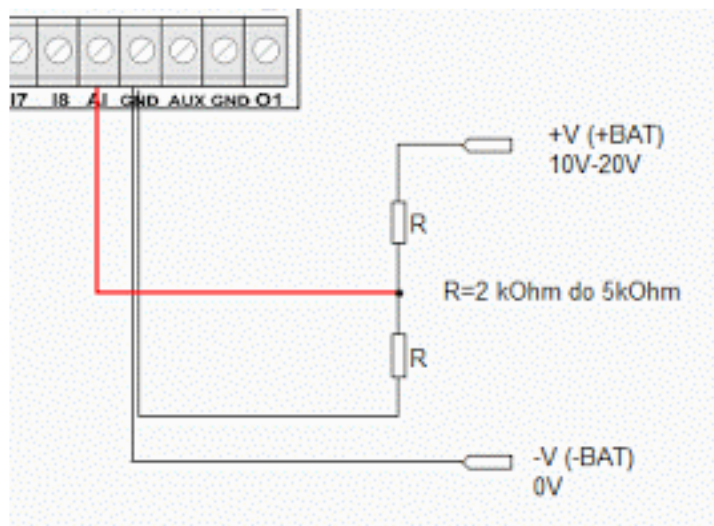 I7 I8 AI GND AUX GND O1
+V (+BAT)
10V-20V
R
R=2 kOhm do 5kOhm
R
-V (-BAT)
0V